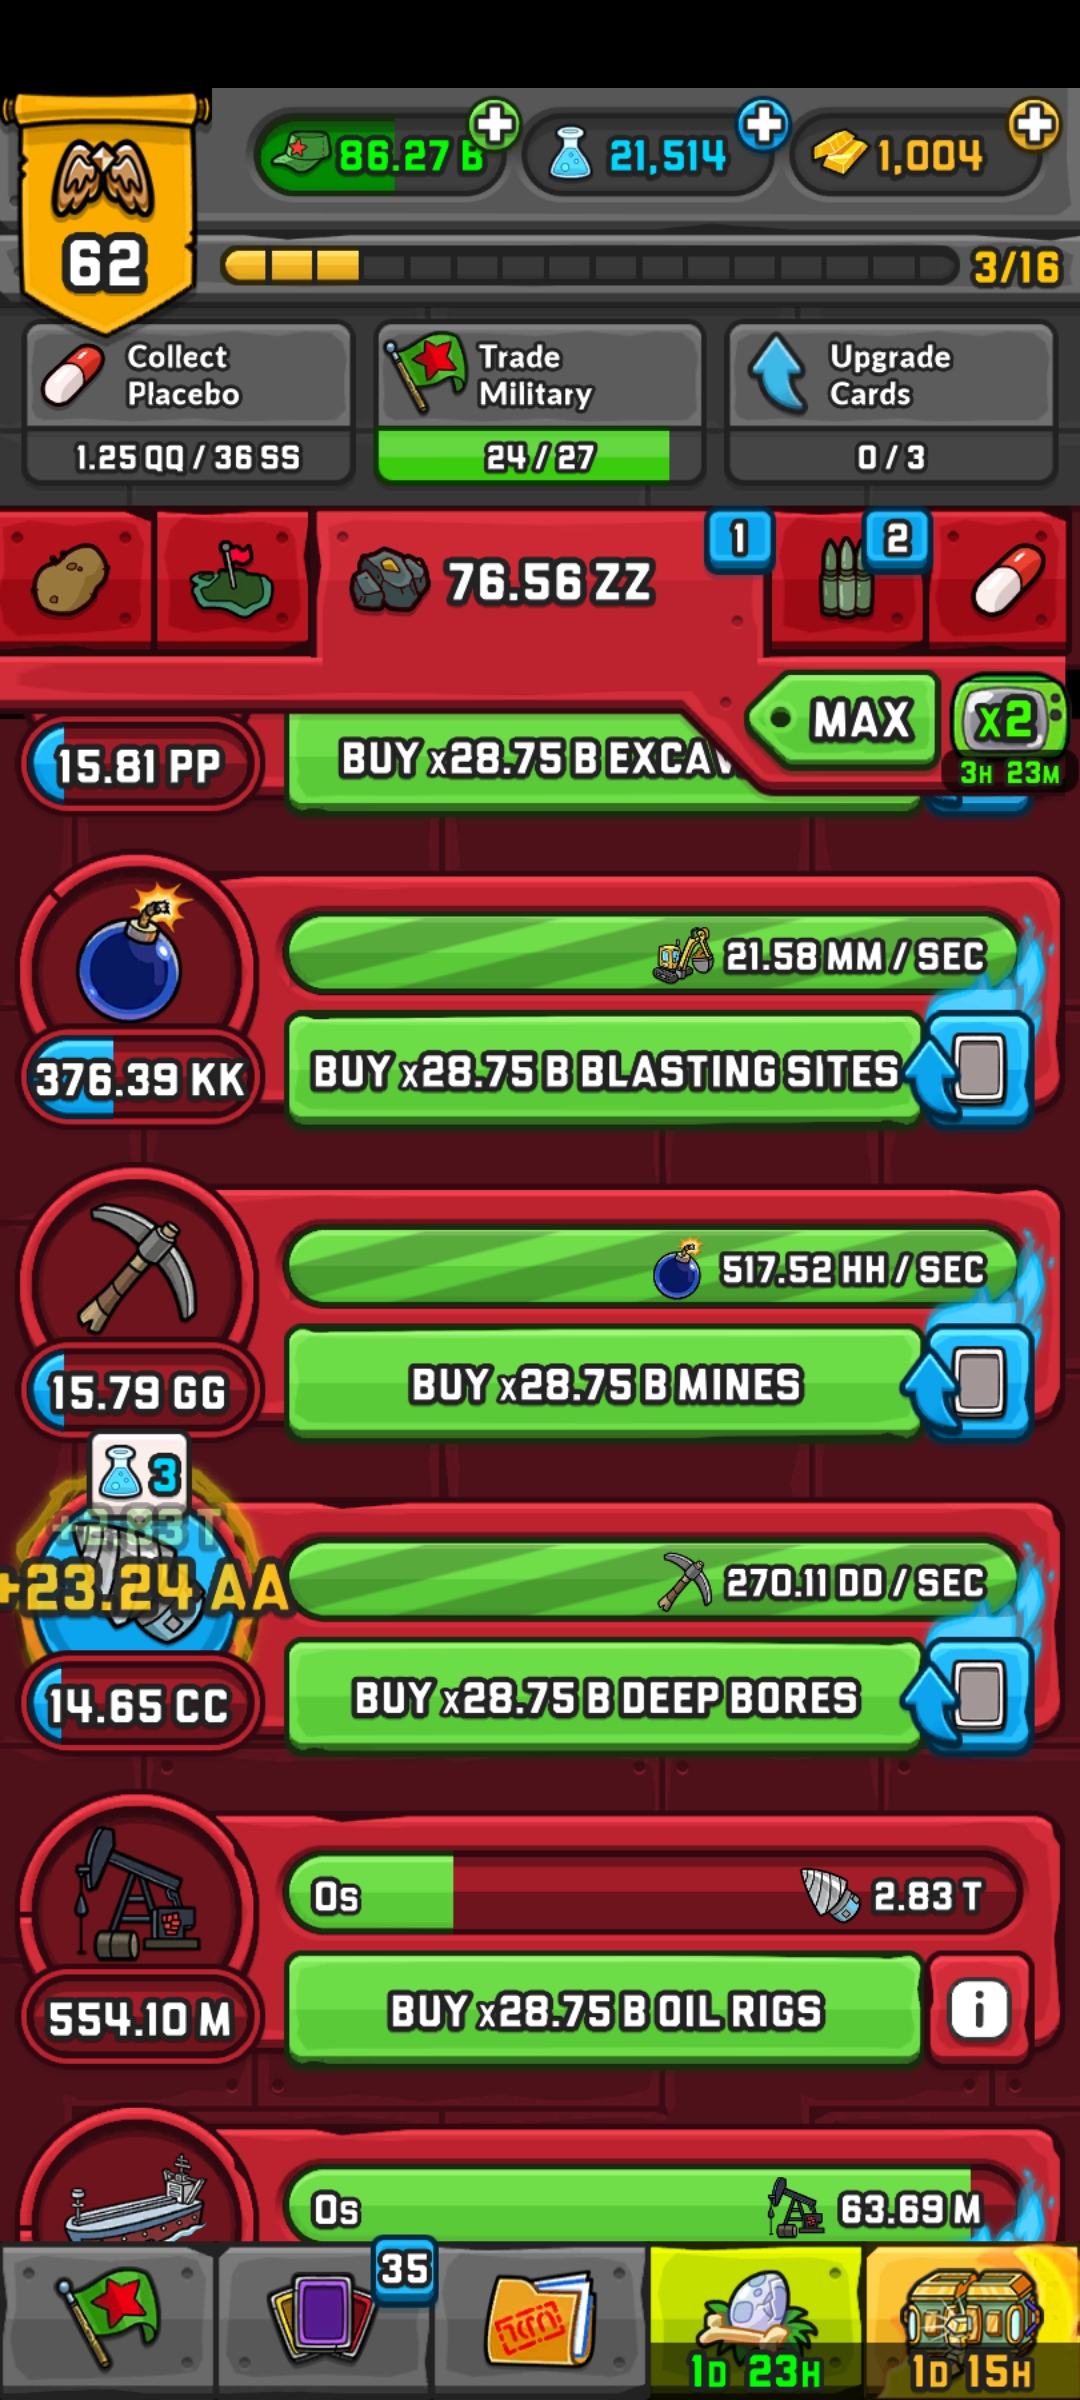 86.27 B
21,514
1,004
62
3/16
Collect
Placebo
1.25 QQ / 36 SS
Trade
Military
24 / 27
Upgrade
Cards
0 / 3
76.56 ZZ
1
2
MAX
x2
3H 23M
15.81 PP
BUY x28.75 B EXCAV
21.58 MM / SEC
376.39 KK
BUY x28.75 B BLASTING SITES
517.52 HH / SEC
15.79 GG
BUY x28.75 B MINES
3
+2.83 T
+23.24 AA
270.11 DD / SEC
14.65 CC
BUY x28.75 B DEEP BORES
0s
2.83 T
554.10 M
BUY x28.75 B OIL RIGS
i
0s
63.69 M
35
1D 23H
1D 15H